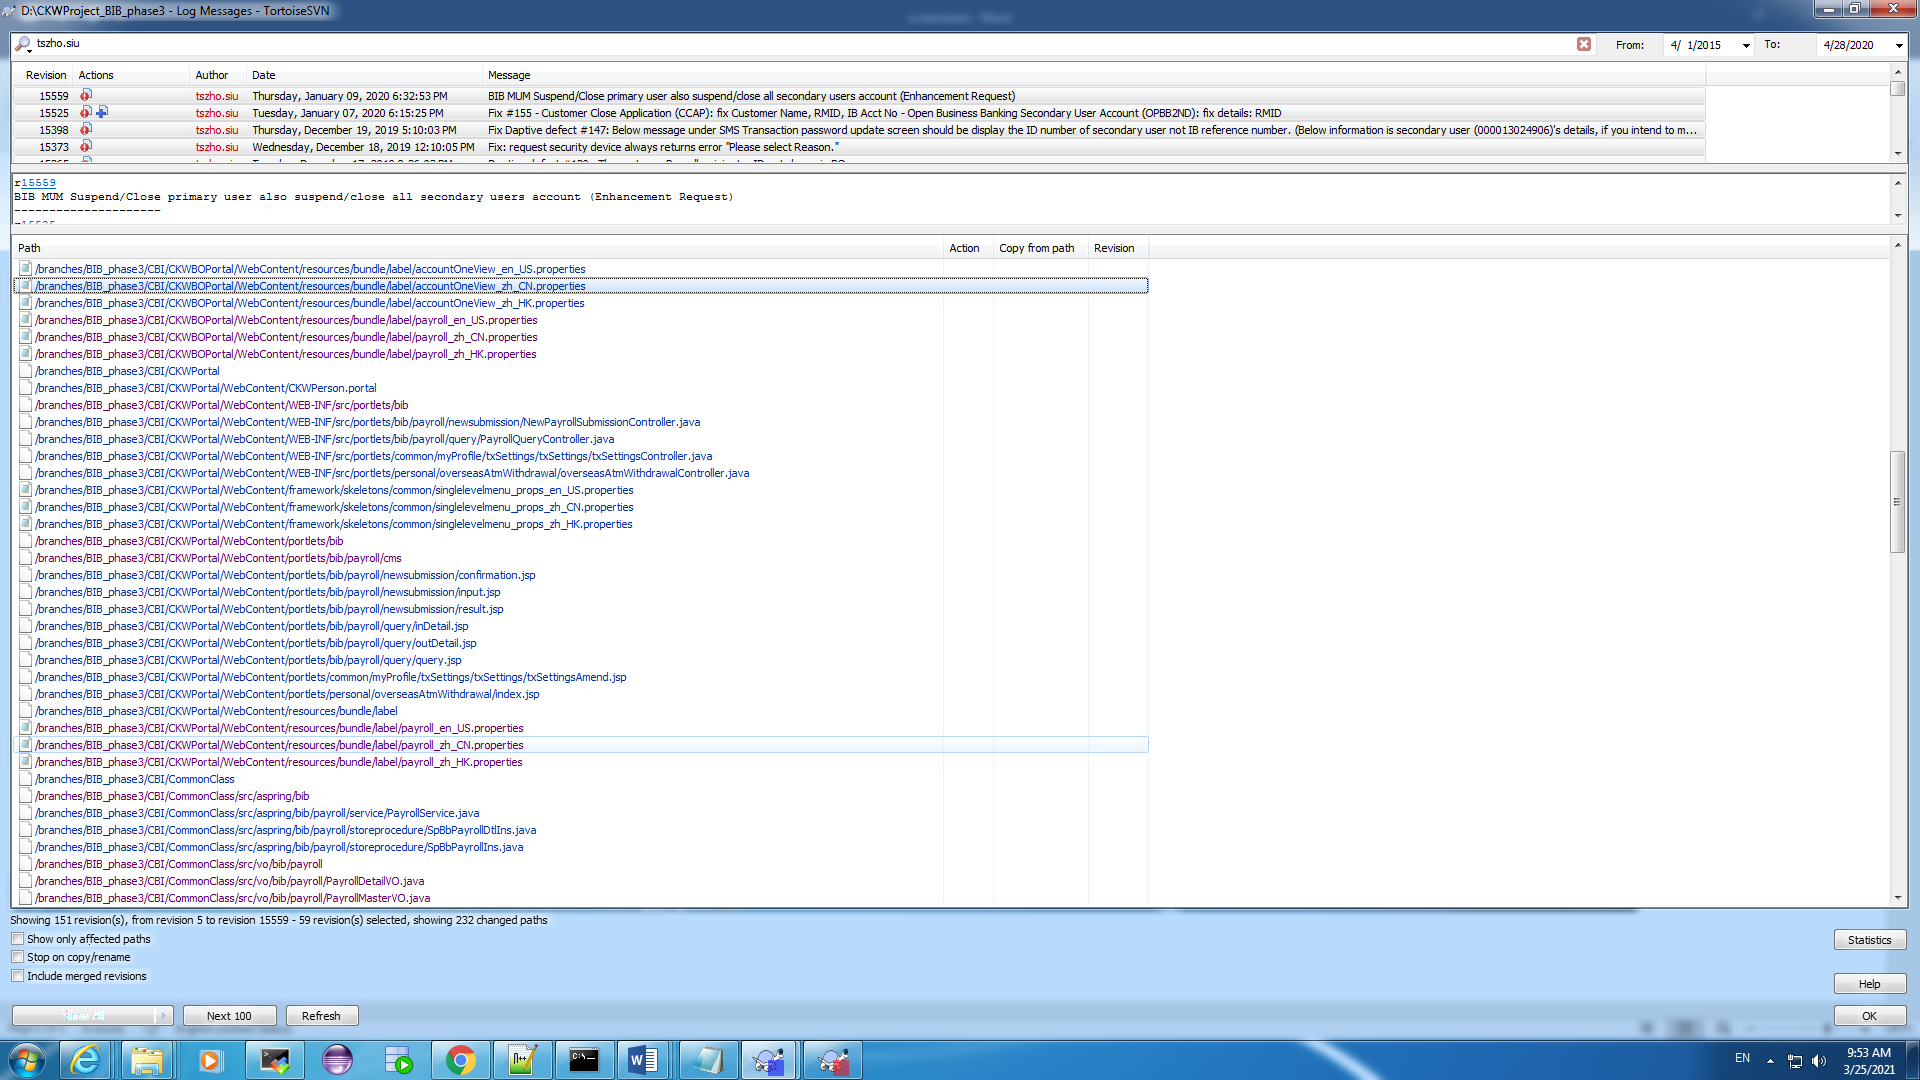 D:\CKWProject_BIB_phase3 - Log Messages - TortoiseSVN
tszho.siu From: 4/ 1/2015 To: 4/28/2020
Revision Actions Author Date Message
15559 tszho.siu Thursday, January 09, 2020 6:32:53 PM BIB MUM Suspend/Close primary user also suspend/close all secondary users account (Enhancement Request)
15525 tszho.siu Tuesday, January 07, 2020 6:15:25 PM Fix #155 - Customer Close Application (CCAP): fix Customer Name, RMID, IB Acct No - Open Business Banking Secondary User Account (OPBB2ND): fix details: RMID
15398 tszho.siu Thursday, December 19, 2019 5:10:03 PM Fix Daptive defect #147: Below message under SMS Transaction password update screen should be display the ID number of secondary user not IB reference number. (Below information is secondary user (000013024906)'s details, if you intend to m...
15373 tszho.siu Wednesday, December 18, 2019 12:10:05 PM Fix: request security device always returns error "Please select Reason."
r15559
BIB MUM Suspend/Close primary user also suspend/close all secondary users account (Enhancement Request)
---------------------
Path Action Copy from path Revision
/branches/BIB_phase3/CBI/CKWBOPortal/WebContent/resources/bundle/label/accountOneView_en_US.properties
/branches/BIB_phase3/CBI/CKWBOPortal/WebContent/resources/bundle/label/accountOneView_zh_CN.properties
/branches/BIB_phase3/CBI/CKWBOPortal/WebContent/resources/bundle/label/accountOneView_zh_HK.properties
/branches/BIB_phase3/CBI/CKWBOPortal/WebContent/resources/bundle/label/payroll_en_US.properties
/branches/BIB_phase3/CBI/CKWBOPortal/WebContent/resources/bundle/label/payroll_zh_CN.properties
/branches/BIB_phase3/CBI/CKWBOPortal/WebContent/resources/bundle/label/payroll_zh_HK.properties
/branches/BIB_phase3/CBI/CKWPortal
/branches/BIB_phase3/CBI/CKWPortal/WebContent/CKWPerson.portal
/branches/BIB_phase3/CBI/CKWPortal/WebContent/WEB-INF/src/portlets/bib
/branches/BIB_phase3/CBI/CKWPortal/WebContent/WEB-INF/src/portlets/bib/payroll/newsubmission/NewPayrollSubmissionController.java
/branches/BIB_phase3/CBI/CKWPortal/WebContent/WEB-INF/src/portlets/bib/payroll/query/PayrollQueryController.java
/branches/BIB_phase3/CBI/CKWPortal/WebContent/WEB-INF/src/portlets/common/myProfile/txSettings/txSettings/txSettingsController.java
/branches/BIB_phase3/CBI/CKWPortal/WebContent/WEB-INF/src/portlets/personal/overseasAtmWithdrawal/overseasAtmWithdrawalController.java
/branches/BIB_phase3/CBI/CKWPortal/WebContent/framework/skeletons/common/singlelevelmenu_props_en_US.properties
/branches/BIB_phase3/CBI/CKWPortal/WebContent/framework/skeletons/common/singlelevelmenu_props_zh_CN.properties
/branches/BIB_phase3/CBI/CKWPortal/WebContent/framework/skeletons/common/singlelevelmenu_props_zh_HK.properties
/branches/BIB_phase3/CBI/CKWPortal/WebContent/portlets/bib
/branches/BIB_phase3/CBI/CKWPortal/WebContent/portlets/bib/payroll/cms
/branches/BIB_phase3/CBI/CKWPortal/WebContent/portlets/bib/payroll/newsubmission/confirmation.jsp
/branches/BIB_phase3/CBI/CKWPortal/WebContent/portlets/bib/payroll/newsubmission/input.jsp
/branches/BIB_phase3/CBI/CKWPortal/WebContent/portlets/bib/payroll/newsubmission/result.jsp
/branches/BIB_phase3/CBI/CKWPortal/WebContent/portlets/bib/payroll/query/inDetail.jsp
/branches/BIB_phase3/CBI/CKWPortal/WebContent/portlets/bib/payroll/query/outDetail.jsp
/branches/BIB_phase3/CBI/CKWPortal/WebContent/portlets/bib/payroll/query/query.jsp
/branches/BIB_phase3/CBI/CKWPortal/WebContent/portlets/common/myProfile/txSettings/txSettings/txSettingsAmend.jsp
/branches/BIB_phase3/CBI/CKWPortal/WebContent/portlets/personal/overseasAtmWithdrawal/index.jsp
/branches/BIB_phase3/CBI/CKWPortal/WebContent/resources/bundle/label
/branches/BIB_phase3/CBI/CKWPortal/WebContent/resources/bundle/label/payroll_en_US.properties
/branches/BIB_phase3/CBI/CKWPortal/WebContent/resources/bundle/label/payroll_zh_CN.properties
/branches/BIB_phase3/CBI/CKWPortal/WebContent/resources/bundle/label/payroll_zh_HK.properties
/branches/BIB_phase3/CBI/CommonClass
/branches/BIB_phase3/CBI/CommonClass/src/aspring/bib
/branches/BIB_phase3/CBI/CommonClass/src/aspring/bib/payroll/service/PayrollService.java
/branches/BIB_phase3/CBI/CommonClass/src/aspring/bib/payroll/storeprocedure/SpBbPayrollDtlIns.java
/branches/BIB_phase3/CBI/CommonClass/src/aspring/bib/payroll/storeprocedure/SpBbPayrollIns.java
/branches/BIB_phase3/CBI/CommonClass/src/vo/bib/payroll
/branches/BIB_phase3/CBI/CommonClass/src/vo/bib/payroll/PayrollDetailVO.java
/branches/BIB_phase3/CBI/CommonClass/src/vo/bib/payroll/PayrollMasterVO.java
Showing 151 revision(s), from revision 5 to revision 15559 - 59 revision(s) selected, showing 232 changed paths
Show only affected paths
Statistics
Stop on copy/rename
Include merged revisions
Help
Next 100 Refresh OK
EN
9:53 AM
3/25/2021